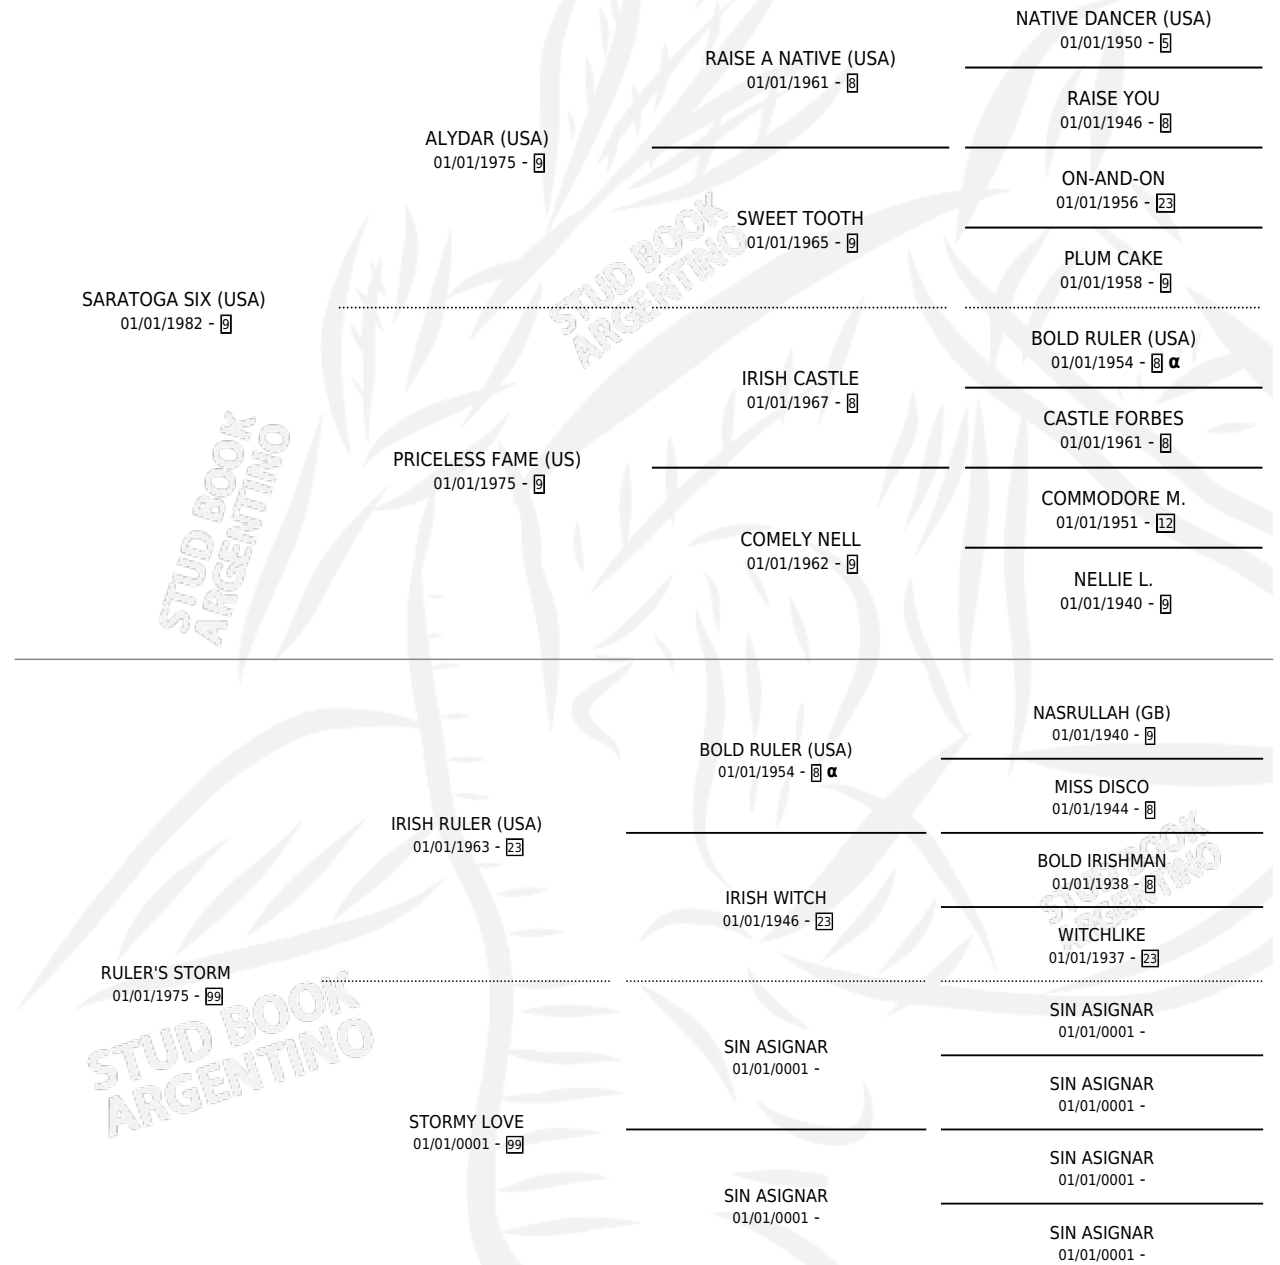 NATIVE DANCER (USA)
01/01/1950 - 5
RAISE A NATIVE (USA)
01/01/1961 - 8
RAISE YOU
01/01/1946 - 8
ALYDAR (USA)
01/01/1975 - 9
ON-AND-ON
01/01/1956 - 23
SWEET TOOTH
01/01/1965 - 9
PLUM CAKE
01/01/1958 - 9
STUD BOOK
ARGENTINO
SARATOGA SIX (USA)
01/01/1982 - 9
BOLD RULER (USA)
01/01/1954 - 8 α
IRISH CASTLE
01/01/1967 - 8
CASTLE FORBES
01/01/1961 - 8
PRICELESS FAME (US)
01/01/1975 - 9
COMMODORE M.
01/01/1951 - 12
COMELY NELL
01/01/1962 - 9
NELLIE L.
01/01/1940 - 9
STUD BOOK
ARGENTINO
NASRULLAH (GB)
01/01/1940 - 9
BOLD RULER (USA)
01/01/1954 - 8 α
MISS DISCO
01/01/1944 - 8
IRISH RULER (USA)
01/01/1963 - 23
BOLD IRISHMAN
01/01/1938 - 8
IRISH WITCH
01/01/1946 - 23
WITCHLIKE
01/01/1937 - 23
STUD BOOK
ARGENTINO
RULER'S STORM
01/01/1975 - 99
SIN ASIGNAR
01/01/0001 -
SIN ASIGNAR
01/01/0001 -
SIN ASIGNAR
01/01/0001 -
STORMY LOVE
01/01/0001 - 99
SIN ASIGNAR
01/01/0001 -
SIN ASIGNAR
01/01/0001 -
SIN ASIGNAR
01/01/0001 -
STUD BOOK
ARGENTINO